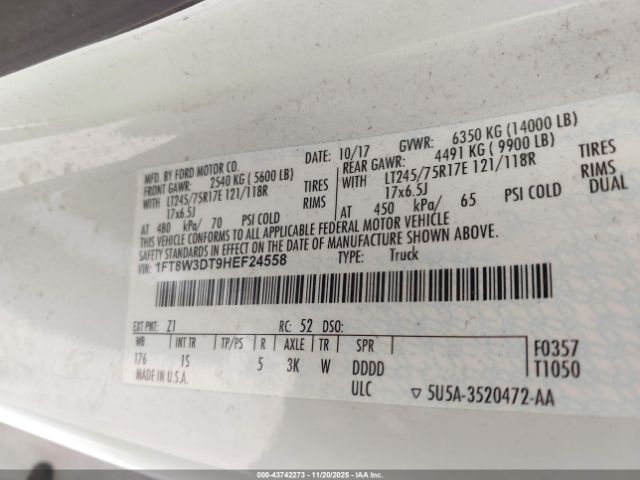 MFD. BY FORD MOTOR CO.
DATE: 10/17 GVWR: 6350 KG (14000 LB)
FRONT GAWR: 2540 KG (5600 LB)
REAR GAWR: 4491 KG (9900 LB)
WITH LT245/75R17E 121/118R TIRES
WITH LT245/75R17E 121/118R TIRES
17x6.5J RIMS
17x6.5J RIMS
AT 480 kPa/ 70 PSI COLD
AT 450 kPa/ 65 PSI COLD DUAL
THIS VEHICLE CONFORMS TO ALL APPLICABLE FEDERAL MOTOR VEHICLE
SAFETY STANDARDS IN EFFECT ON THE DATE OF MANUFACTURE SHOWN ABOVE.
VIN: 1FT8W3DT9HEF24558 TYPE: Truck
EXT PNT: Z1 RC: 52 DSO:
WB INT TR TP/PS R AXLE TR SPR F0357
176 1S 5 3K W DDDD T1050
MADE IN U.S.A. ULC ▽ 5U5A-3520472-AA
000-43742273 - 11/20/2025 - IAA Inc.